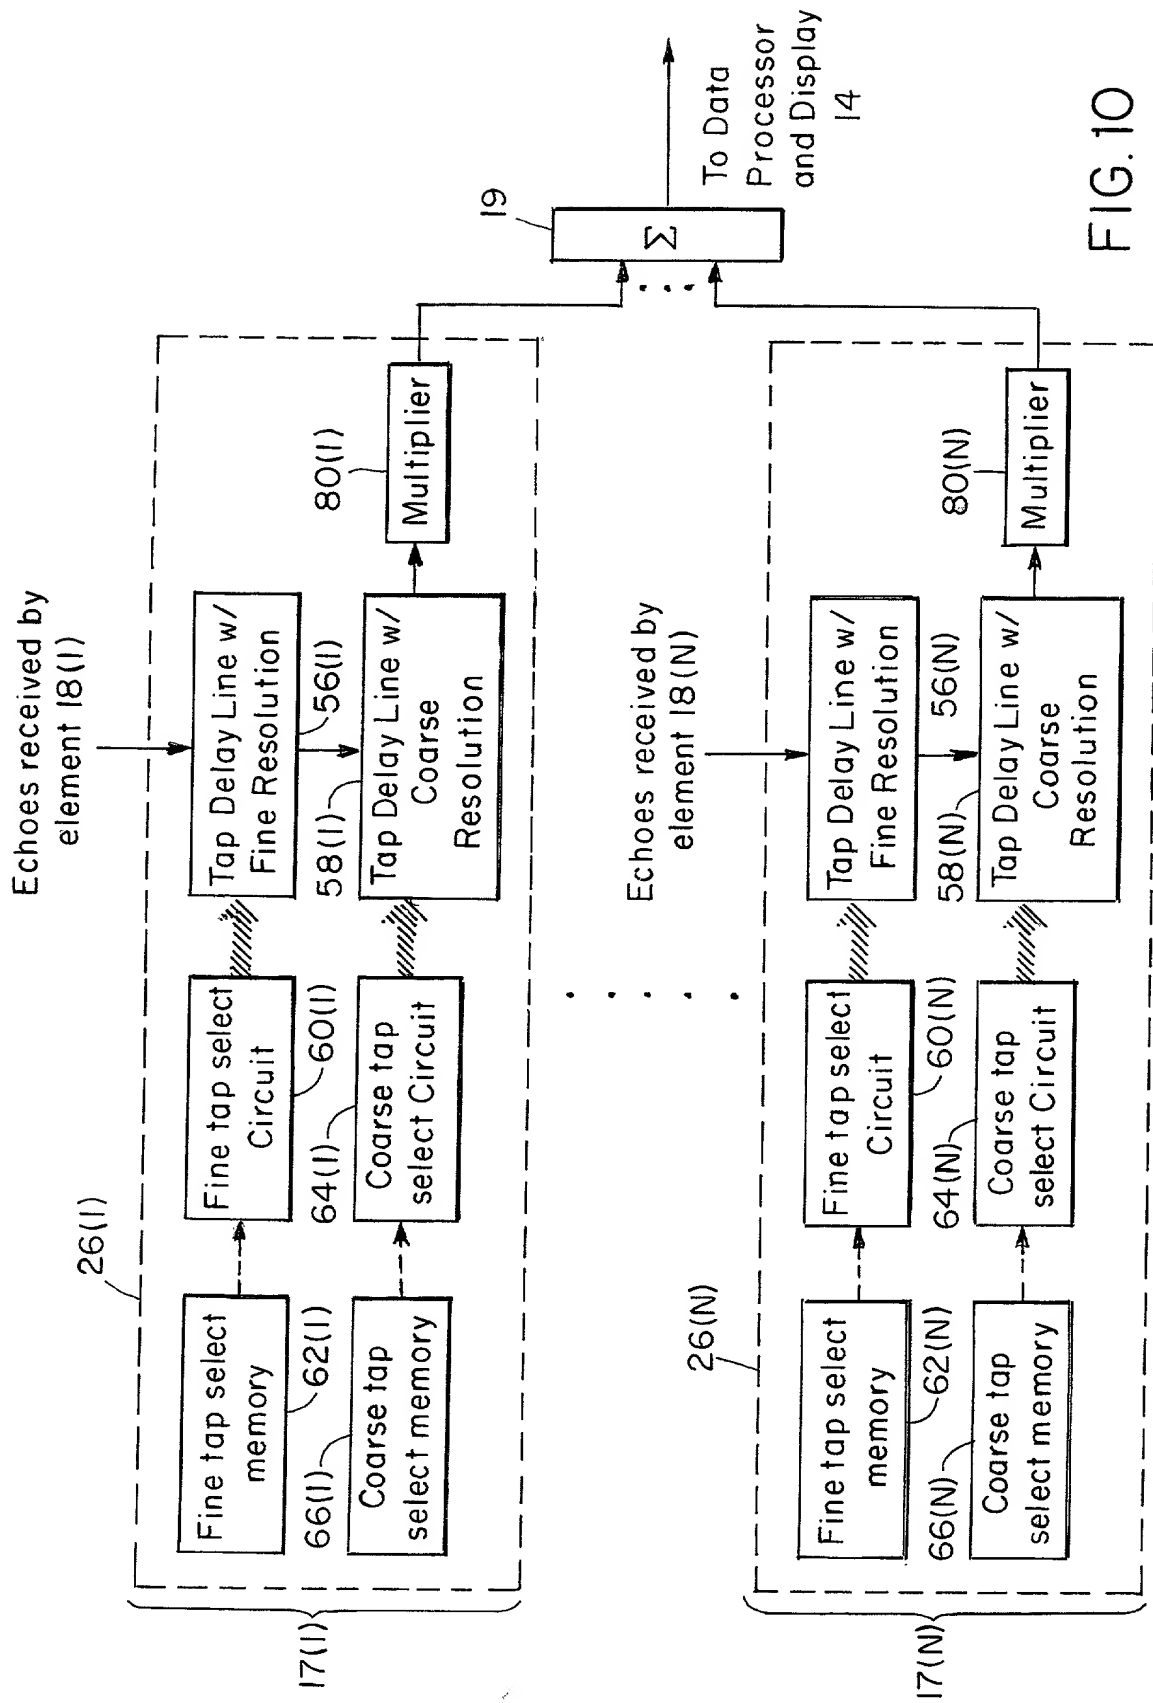 Echoes received by
element 18(1)
26(1)
17(1)
Fine tap select
memory
62(1)
Fine tap select
Circuit
60(1)
Tap Delay Line w/
Fine Resolution
56(1)
66(1)
Coarse tap
select memory
64(1)
Coarse tap
select Circuit
58(1)
Tap Delay Line w/
Coarse
Resolution
80(1)
Multiplier
19
Σ
To Data
Processor
and Display
14
Echoes received by
element 18(N)
26(N)
17(N)
Fine tap select
memory
62(N)
Fine tap select
Circuit
60(N)
Tap Delay Line w/
Fine Resolution
56(N)
66(N)
Coarse tap
select memory
64(N)
Coarse tap
select Circuit
58(N)
Tap Delay Line w/
Coarse
Resolution
80(N)
Multiplier
FIG. 10